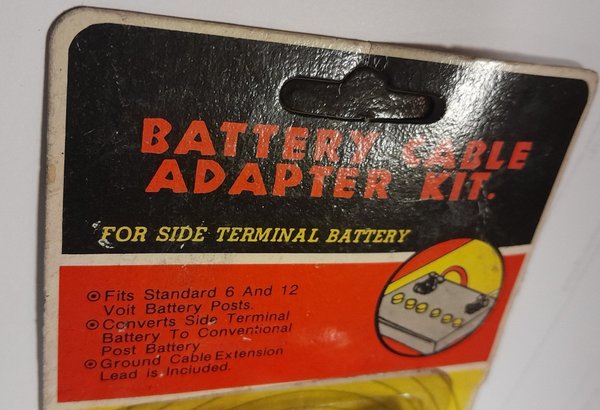 BATTERY CABLE
ADAPTER KIT.
FOR SIDE TERMINAL BATTERY
Fits Standard 6 And 12
Voit Battery Posts.
Converts Side Terminal
Battery To Conventional
Post Battery
Ground Cable Extension
Lead is Included.